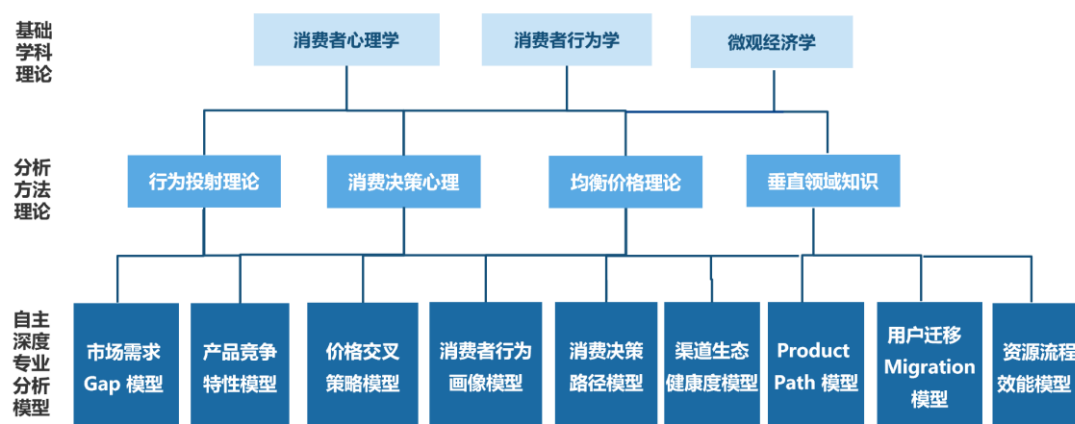 基础
学科
理论
消费者心理学
消费者行为学
微观经济学
分析
方法
理论
行为投射理论
消费决策心理
均衡价格理论
垂直领域知识
自主
深度
专业
分析
模型
市场需求
Gap 模型
产品竞争
特性模型
价格交叉
策略模型
消费者行为
画像模型
消费决策
路径模型
渠道生态
健康度模型
Product
Path 模型
用户迁移
Migration
模型
资源流程
效能模型